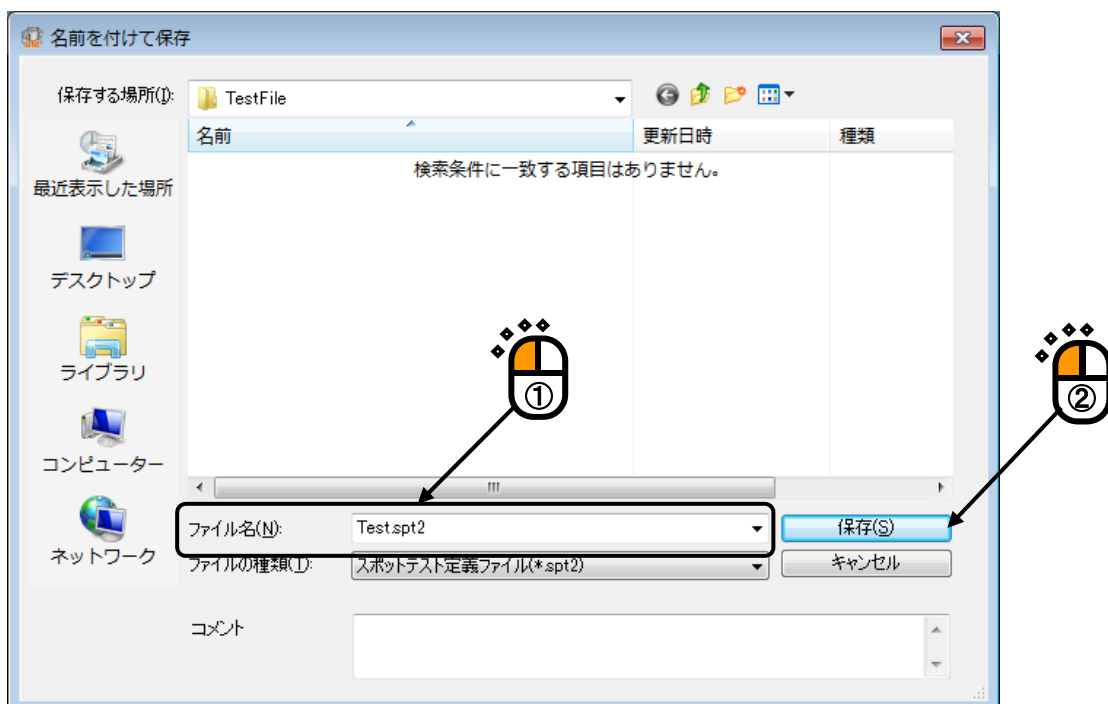 名前を付けて保存
保存する場所(I):
TestFile
名前
更新日時
種類
検索条件に一致する項目はありません。
最近表示した場所
デスクトップ
ライブラリ
コンピューター
ネットワーク
①
②
ファイル名(N):
Test.spt2
保存(S)
ファイルの種類(T):
スポットテスト定義ファイル(*.spt2)
キャンセル
コメント